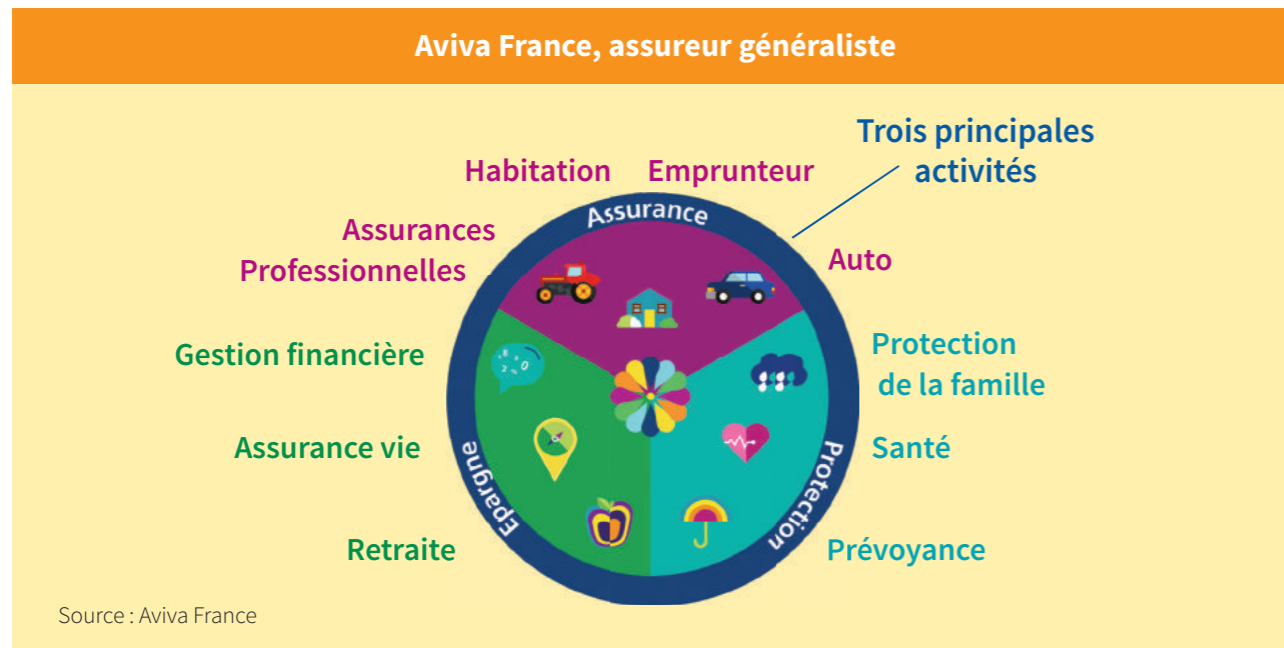 Aviva France, assureur généraliste
Trois principales
activités
Habitation
Emprunteur
Assurance
Assurances
Professionnelles
Auto
Gestion financière
Protection
de la famille
Assurance vie
Santé
Epargne
Protection
Retraite
Prévoyance
Source : Aviva France